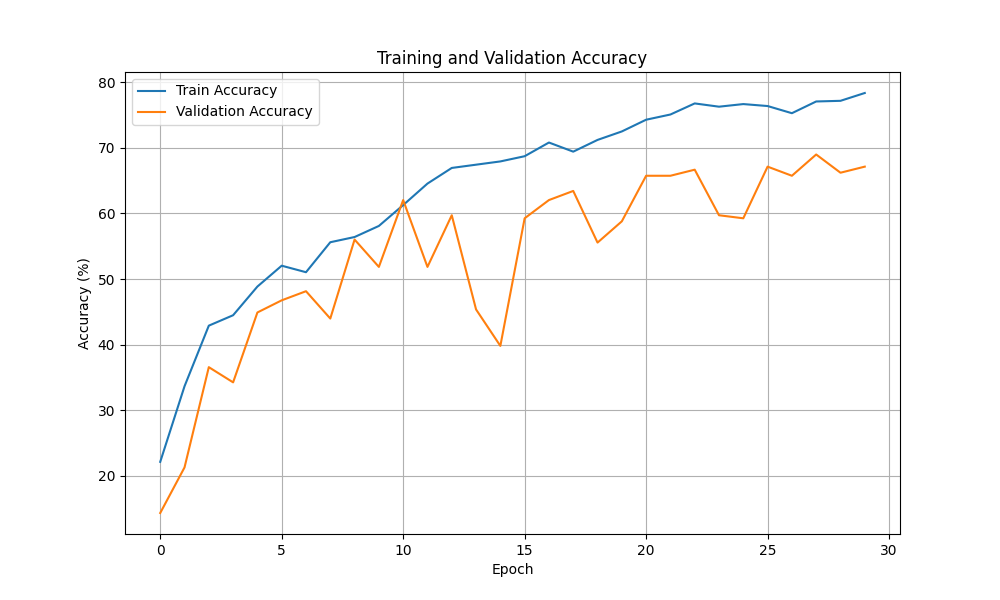 Training and Validation Accuracy
Train Accuracy
Validation Accuracy
Accuracy (%)
80
70
60
50
40
30
20
0 5 10 15 20 25 30
Epoch